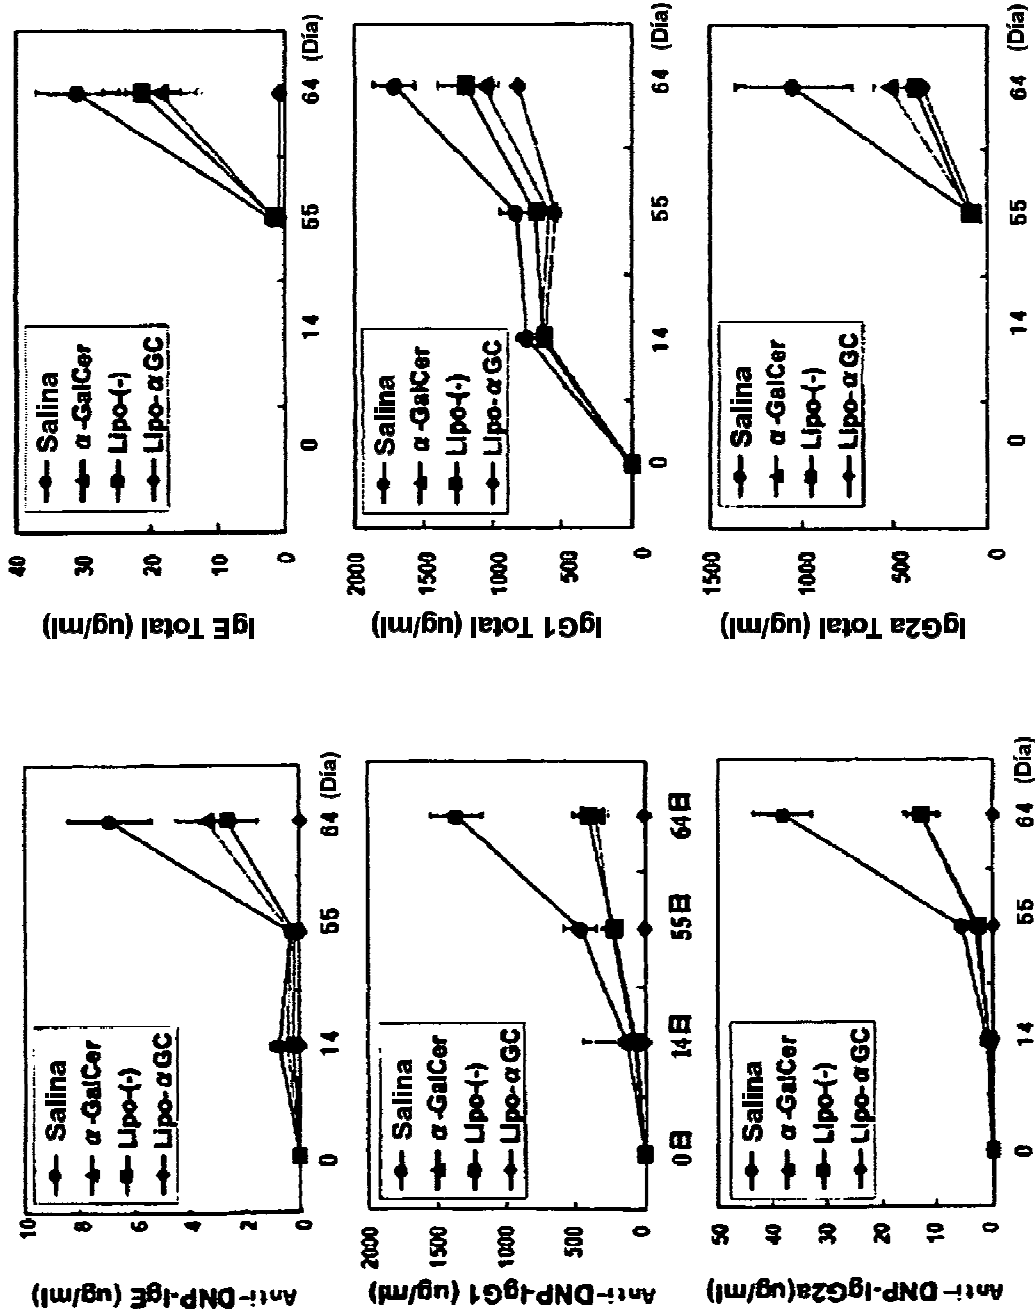 Anti-DNP-IgE (ug/ml)
10
8
6
4
2
0
Salina
α-GalCer
Lipo-(-)
Lipo-αGC
0 14 55 64 (Día)
IgE Total (ug/ml)
40
30
20
10
0
Salina
α-GalCer
Lipo-(-)
Lipo-αGC
0 14 55 64 (Día)
Anti-DNP-IgG1 (ug/ml)
2000
1500
1000
500
0
Salina
α-GalCer
Lipo-(-)
Lipo-αGC
0日 14日 55日 64日
IgG1 Total (ug/ml)
2000
1500
1000
500
0
Salina
α-GalCer
Lipo-(-)
Lipo-αGC
0 14 55 64 (Día)
Anti-DNP-IgG2a(ug/ml)
50
40
30
20
10
0
Salina
α-GalCer
Lipo-(-)
Lipo-αGC
0 14 55 64 (Día)
IgG2a Total (ug/ml)
1500
1000
500
0
Salina
α-GalCer
Lipo-(-)
Lipo-αGC
0 14 55 64 (Día)